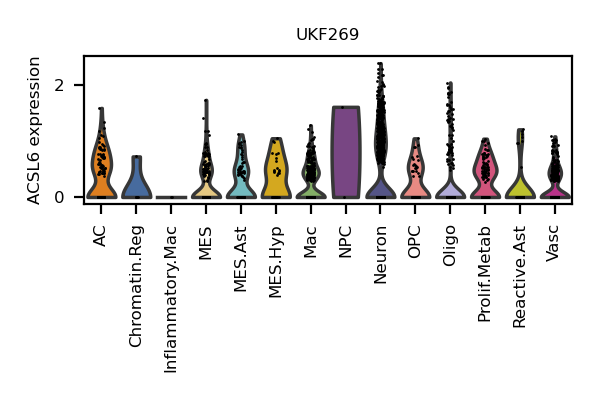 UKF269
ACSL6 expression
2
0
AC
Chromatin.Reg
Inflammatory.Mac
MES
MES.Ast
MES.Hyp
Mac
NPC
Neuron
OPC
Oligo
Prolif.Metab
Reactive.Ast
Vasc